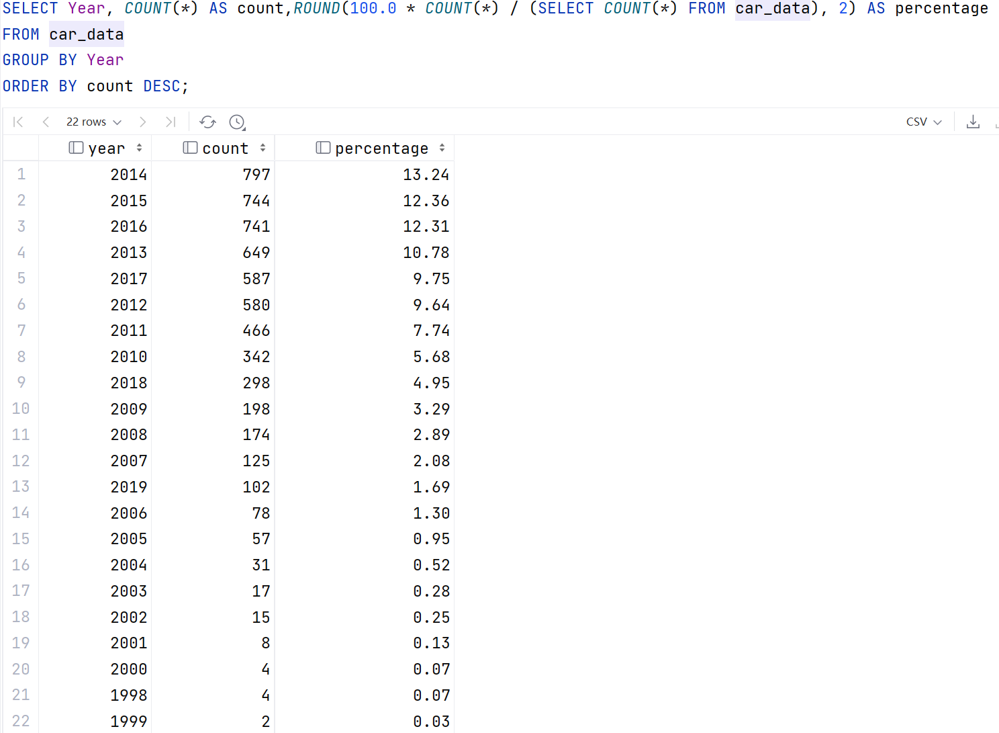 SELECT Year, COUNT(*) AS count,ROUND(100.0 * COUNT(*) / (SELECT COUNT(*) FROM car_data), 2) AS percentage
FROM car_data
GROUP BY Year
ORDER BY count DESC;
22 rows CSV
year count percentage
1 2014 797 13.24
2 2015 744 12.36
3 2016 741 12.31
4 2013 649 10.78
5 2017 587 9.75
6 2012 580 9.64
7 2011 466 7.74
8 2010 342 5.68
9 2018 298 4.95
10 2009 198 3.29
11 2008 174 2.89
12 2007 125 2.08
13 2019 102 1.69
14 2006 78 1.30
15 2005 57 0.95
16 2004 31 0.52
17 2003 17 0.28
18 2002 15 0.25
19 2001 8 0.13
20 2000 4 0.07
21 1998 4 0.07
22 1999 2 0.03